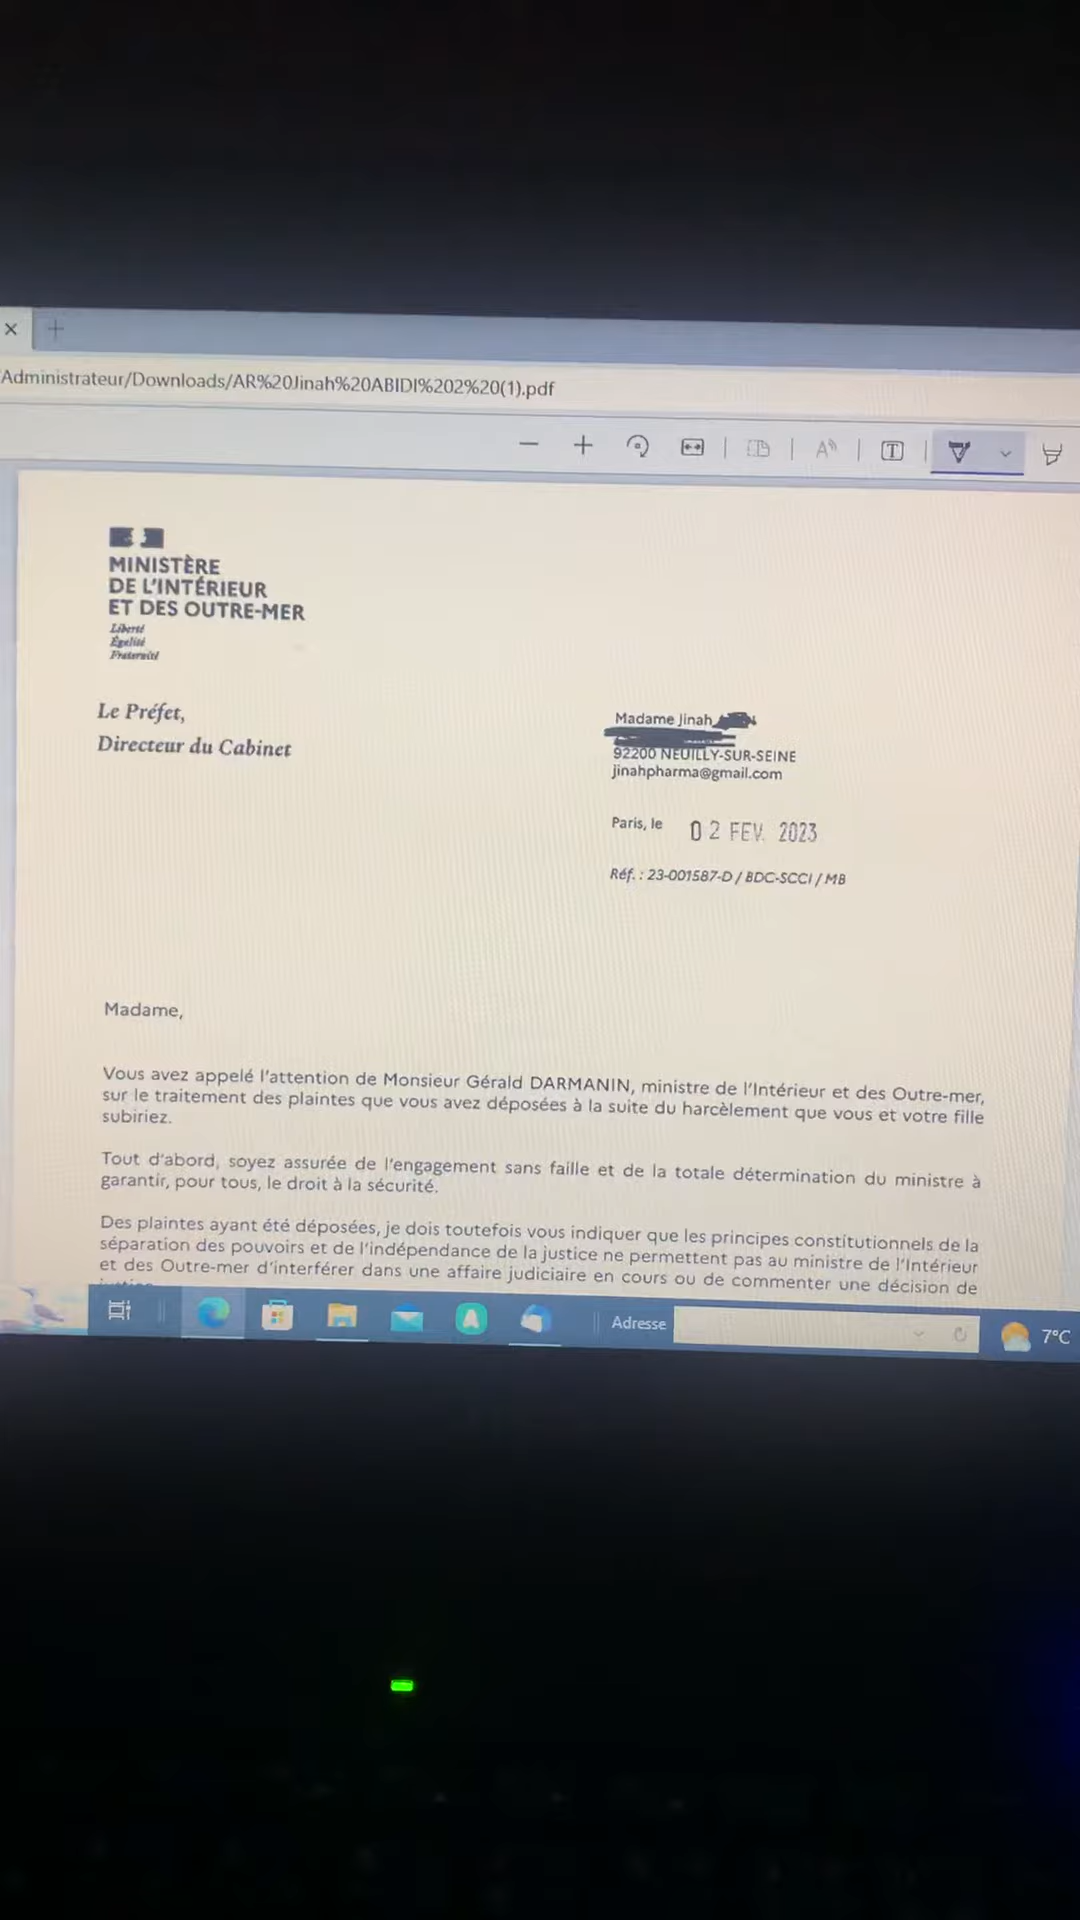 Administrateur/Downloads/AR%20Jinah%20ABIDI%202%20(1).pdf
MINISTÈRE
DE L'INTÉRIEUR
ET DES OUTRE-MER
Liberté
Égalité
Fraternité
Le Préfet,
Directeur du Cabinet
Madame Jinah
92200 NEUILLY-SUR-SEINE
jinahpharma@gmail.com
Paris, le 02 FEV. 2023
Réf. : 23-001587-D / BDC-SCCI / MB
Madame,
Vous avez appelé l'attention de Monsieur Gérald DARMANIN, ministre de l'Intérieur et des Outre-mer,
sur le traitement des plaintes que vous avez déposées à la suite du harcèlement que vous et votre fille
subiriez.
Tout d'abord, soyez assurée de l'engagement sans faille et de la totale détermination du ministre à
garantir, pour tous, le droit à la sécurité.
Des plaintes ayant été déposées, je dois toutefois vous indiquer que les principes constitutionnels de la
séparation des pouvoirs et de l'indépendance de la justice ne permettent pas au ministre de l'Intérieur
et des Outre-mer d'interférer dans une affaire judiciaire en cours ou de commenter une décision de
Adresse
7°C